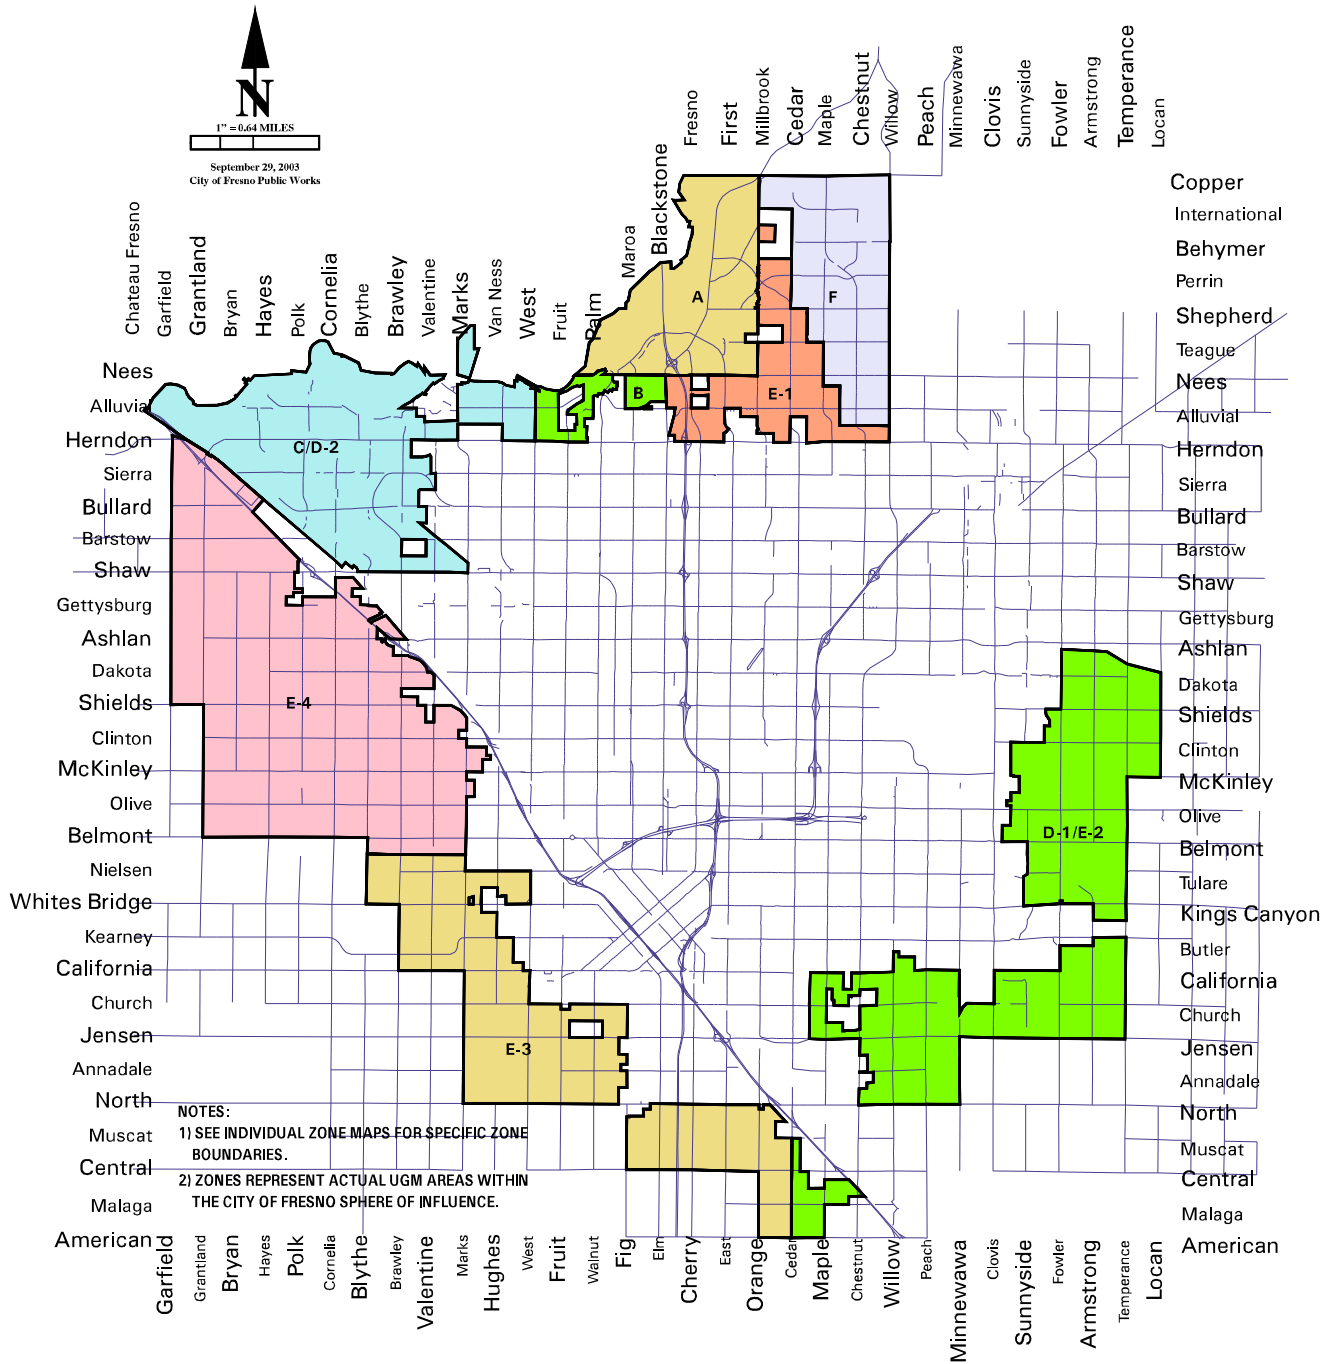 N
1" = 0.64 MILES
September 29, 2003
City of Fresno Public Works
Chateau Fresno
Garfield
Grantland
Bryan
Hayes
Polk
Cornelia
Blythe
Brawley
Valentine
Marks
Van Ness
West
Fruit
Palm
Maroa
Blackstone
Fresno
First
Millbrook
Cedar
Maple
Chestnut
Willow
Peach
Minnewawa
Clovis
Sunnyside
Fowler
Armstrong
Temperance
Locan
Copper
International
Behymer
Perrin
Shepherd
Teague
Nees
Alluvial
Herndon
Sierra
Bullard
Barstow
Shaw
Gettysburg
Ashlan
Dakota
Shields
Clinton
McKinley
Olive
Belmont
Tulare
Kings Canyon
Butler
California
Church
Jensen
Annadale
North
Muscat
Central
Malaga
American
Nees
Alluvial
Herndon
Sierra
Bullard
Barstow
Shaw
Gettysburg
Ashlan
Dakota
Shields
Clinton
McKinley
Olive
Belmont
Nielsen
Whites Bridge
Kearney
California
Church
Jensen
Annadale
North
Muscat
Central
Malaga
American
A
F
B
E-1
C/D-2
E-4
D-1/E-2
E-3
NOTES:
1) SEE INDIVIDUAL ZONE MAPS FOR SPECIFIC ZONE
BOUNDARIES.
2) ZONES REPRESENT ACTUAL UGM AREAS WITHIN
THE CITY OF FRESNO SPHERE OF INFLUENCE.
Garfield
Grantland
Bryan
Hayes
Polk
Cornelia
Blythe
Brawley
Valentine
Marks
Hughes
West
Fruit
Walnut
Fig
Elm
Cherry
East
Orange
Cedar
Maple
Chestnut
Willow
Peach
Minnewawa
Clovis
Sunnyside
Fowler
Armstrong
Temperance
Locan